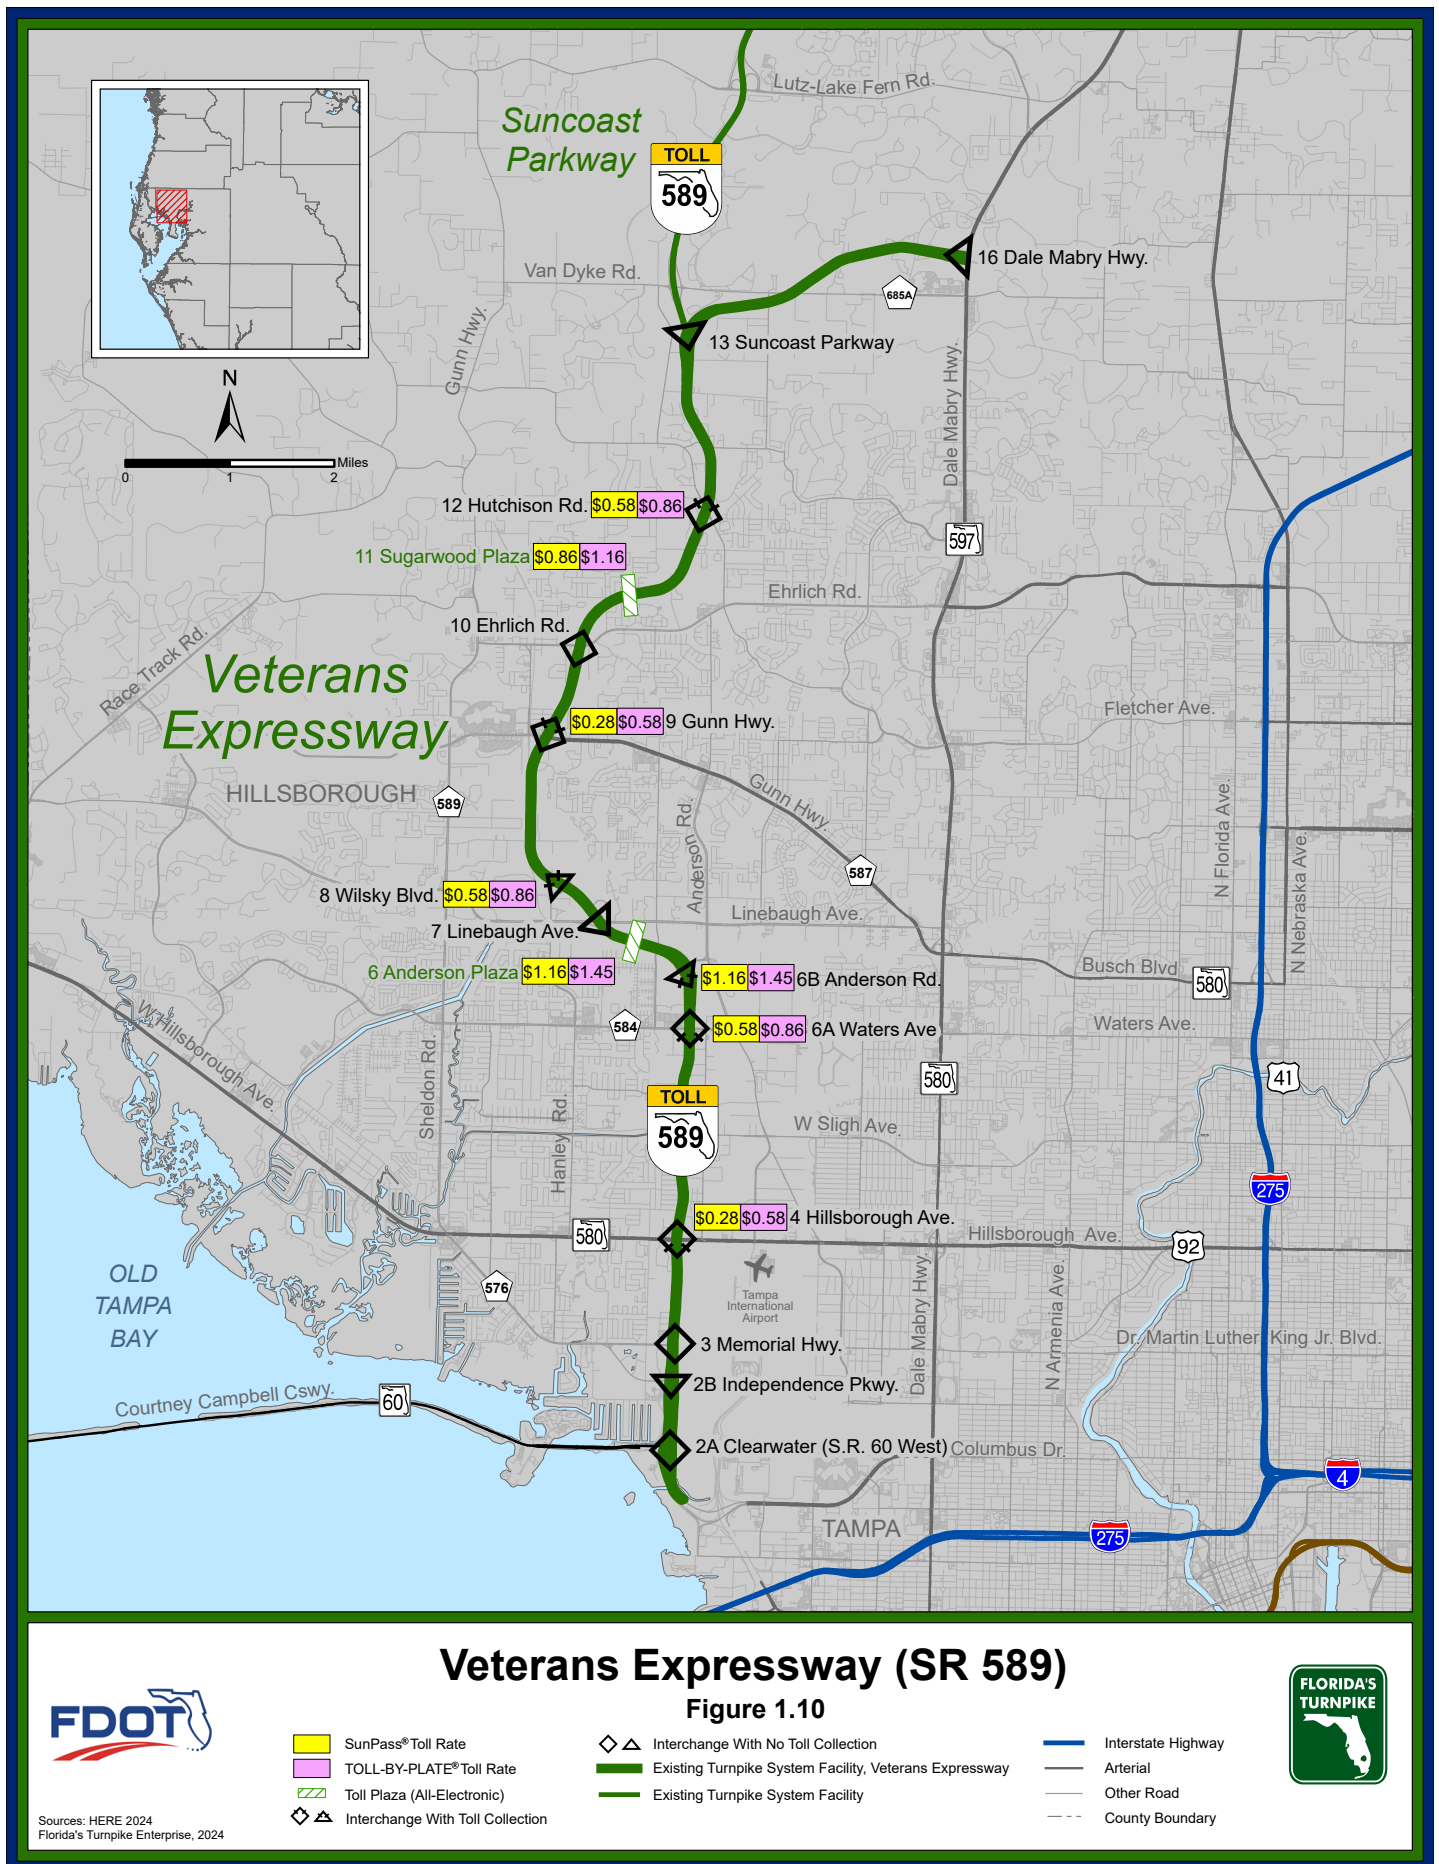 Lutz-Lake Fern Rd.
Suncoast
Parkway
TOLL
589
16 Dale Mabry Hwy.
Van Dyke Rd.
685A
Gunn Hwy.
13 Suncoast Parkway
Dale Mabry Hwy.
N
Miles
0 1 2
12 Hutchison Rd. $0.58 $0.86
597
11 Sugarwood Plaza $0.86 $1.16
Ehrlich Rd.
10 Ehrlich Rd.
Race Track Rd.
Veterans
Expressway
$0.28 $0.58 9 Gunn Hwy.
Fletcher Ave.
HILLSBOROUGH
589
Gunn Hwy.
Anderson Rd.
N Florida Ave.
N Nebraska Ave.
587
8 Wilsky Blvd. $0.58 $0.86
Linebaugh Ave.
7 Linebaugh Ave.
6 Anderson Plaza $1.16 $1.45
$1.16 $1.45 6B Anderson Rd.
Busch Blvd
580
W Hillsborough Ave.
584
$0.58 $0.86 6A Waters Ave
Waters Ave.
Sheldon Rd.
580
41
TOLL
589
Hanley Rd.
W Sligh Ave
275
$0.28 $0.58 4 Hillsborough Ave.
580
Hillsborough Ave.
92
OLD
TAMPA
BAY
576
Tampa
International
Airport
Dale Mabry Hwy.
N Armenia Ave.
3 Memorial Hwy.
Dr. Martin Luther King Jr. Blvd.
2B Independence Pkwy.
Courtney Campbell Cswy.
60
2A Clearwater (S.R. 60 West)
Columbus Dr.
4
TAMPA
275
Veterans Expressway (SR 589)
Figure 1.10
FDOT
FLORIDA'S
TURNPIKE
SunPass® Toll Rate
TOLL-BY-PLATE® Toll Rate
Toll Plaza (All-Electronic)
Interchange With Toll Collection
Interchange With No Toll Collection
Existing Turnpike System Facility, Veterans Expressway
Existing Turnpike System Facility
Interstate Highway
Arterial
Other Road
County Boundary
Sources: HERE 2024
Florida's Turnpike Enterprise, 2024